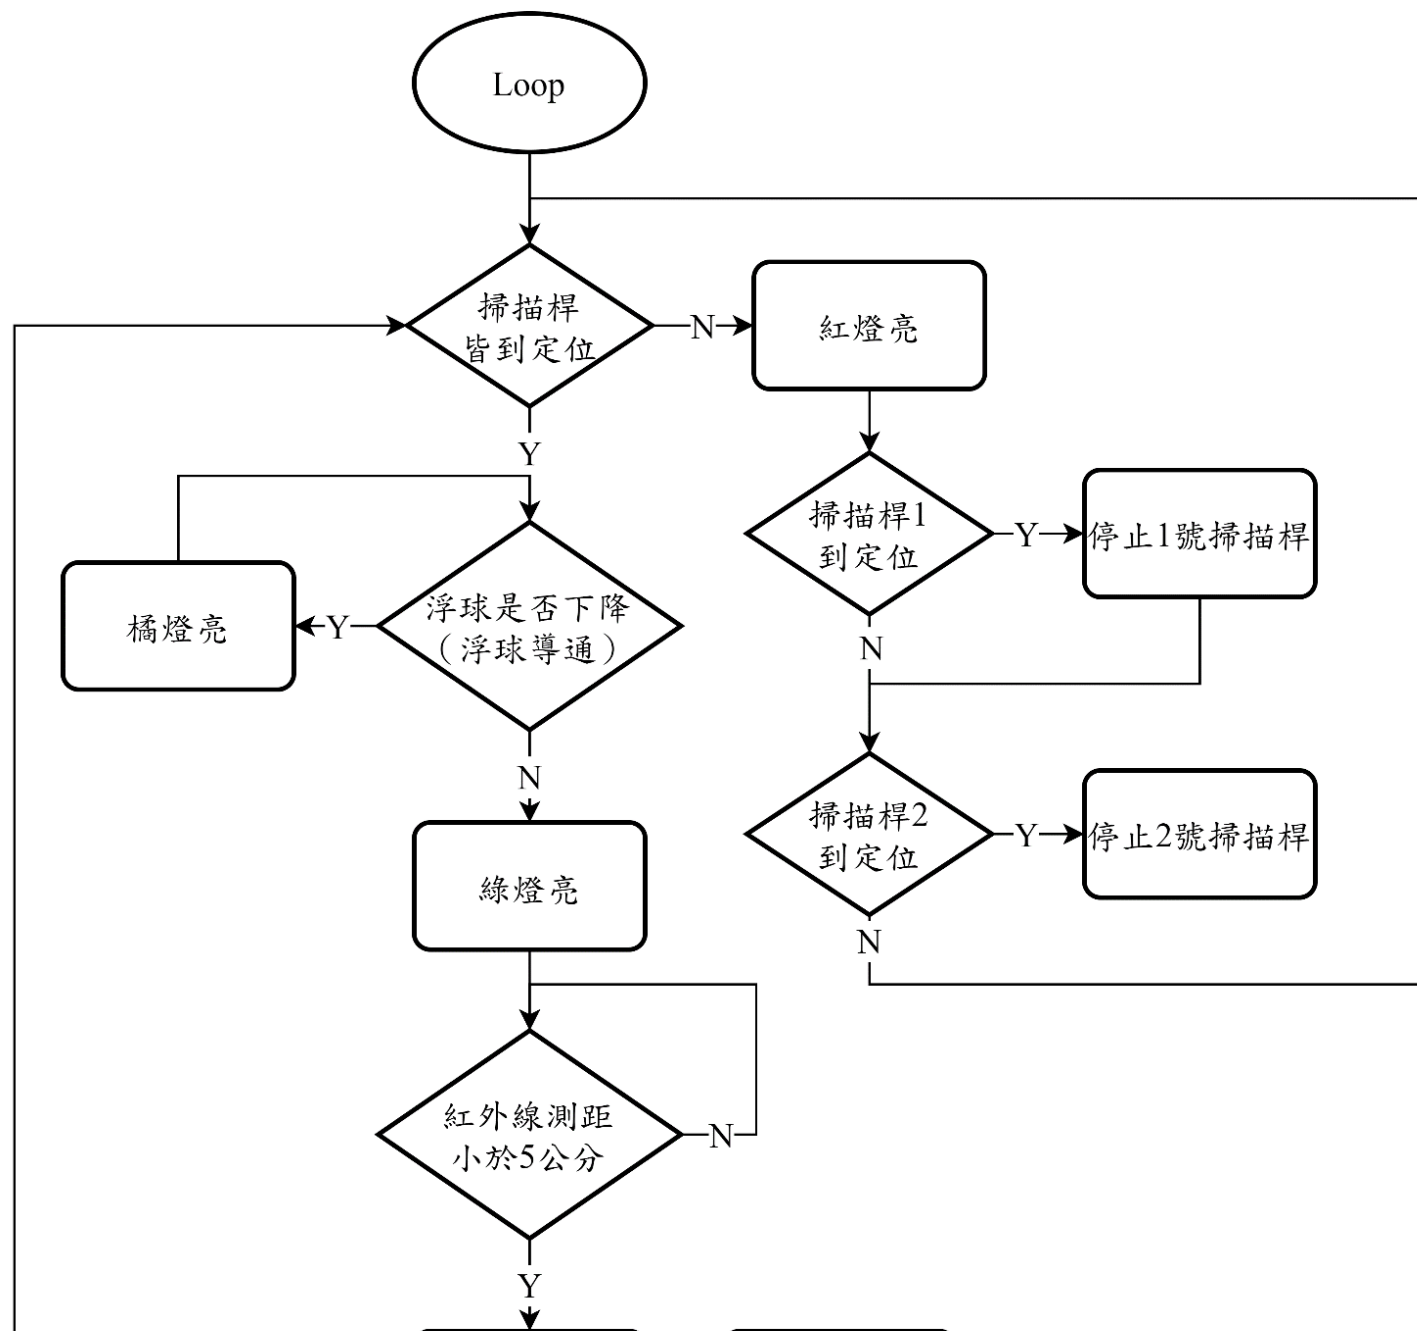 Loop
掃描桿
皆到定位
N
紅燈亮
Y
掃描桿1
到定位
Y
停止1號掃描桿
橘燈亮
Y
浮球是否下降
（浮球導通）
N
N
掃描桿2
到定位
Y
停止2號掃描桿
綠燈亮
N
紅外線測距
小於5公分
N
Y